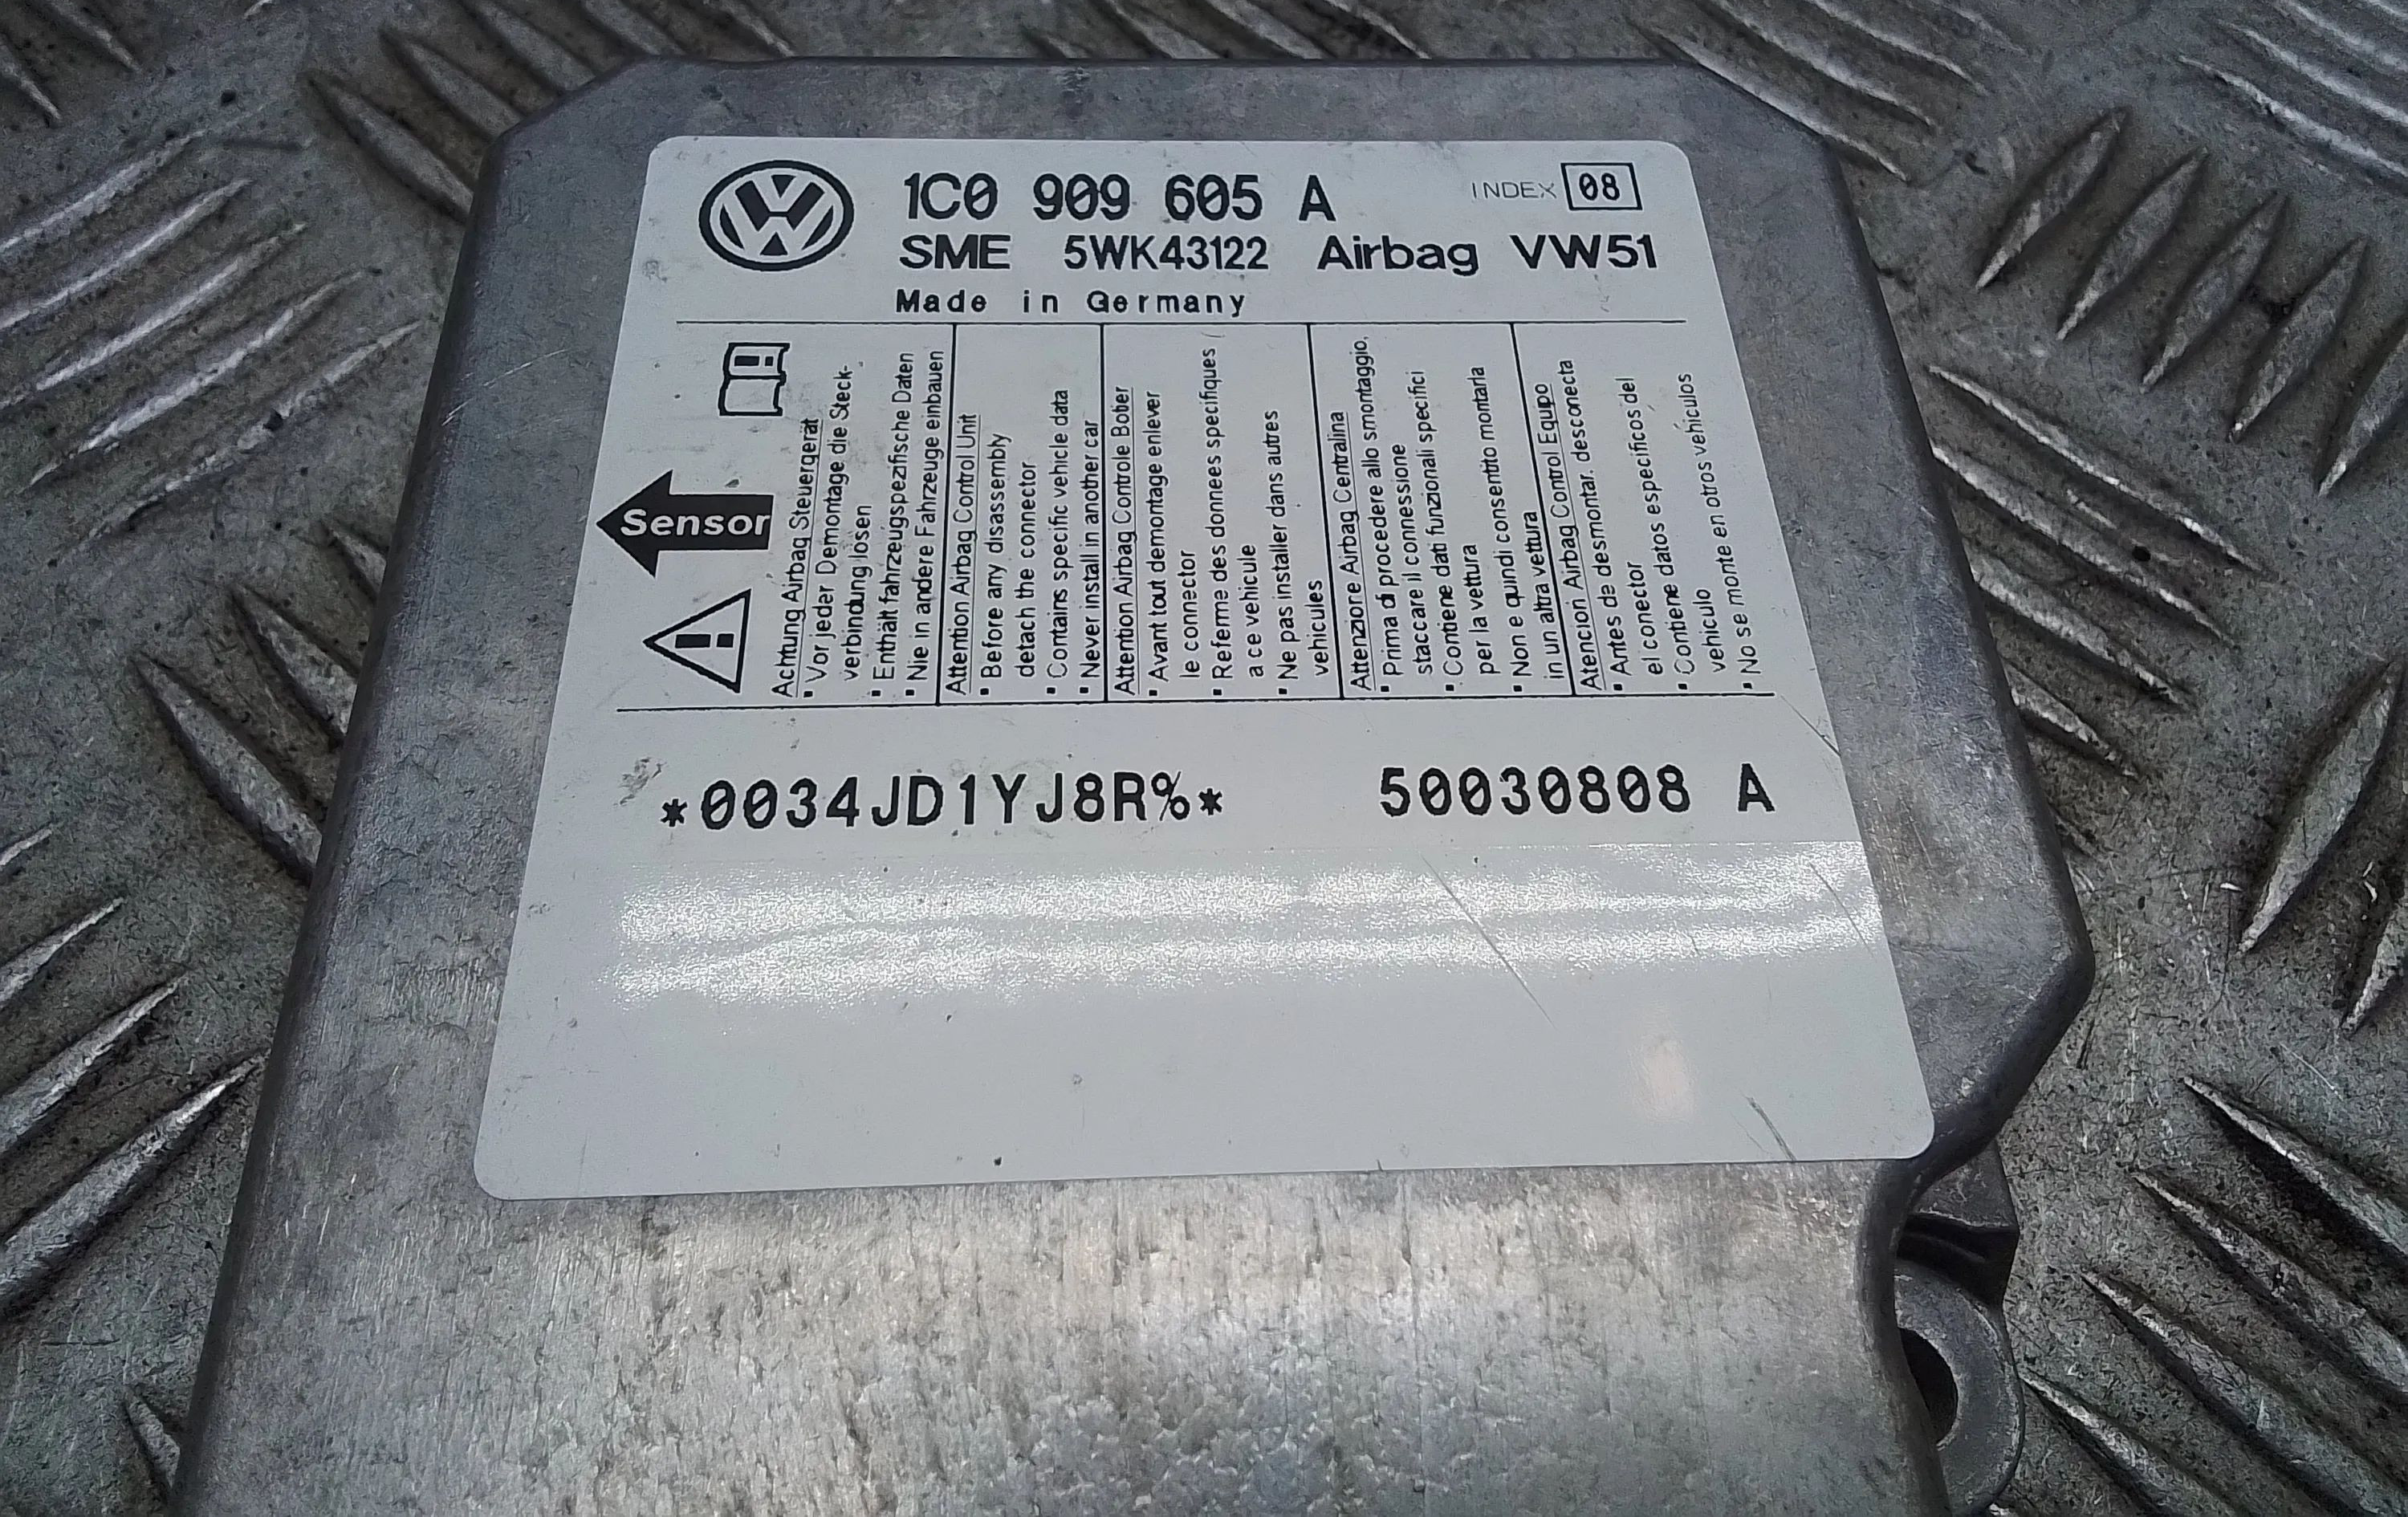 1C0 909 605 A INDEX 08
SME 5WK43122 Airbag VW51
Made in Germany
Sensor
Achtung Airbag Steuergerät
▪ Vor jeder Demontage die Steck-
verbindung lösen
▪ Enthält fahrzeugspezifische Daten
▪ Nie in andere Fahrzeuge einbauen
Attention Airbag Control Unit
▪ Before any disassembly
detach the connector
▪ Contains specific vehicle data
▪ Never install in another car
Attention Airbag Controle Botier
▪ Avant tout demontage enlever
le connector
▪ Referme des donnees specifiques
a ce vehicule
▪ Ne pas installer dans autres
vehicules
Attenzione Airbag Centralina
▪ Prima di procedere allo smontaggio,
staccare il connessione
▪ Contiene dati funzionali specifici
per la vettura
▪ Non e quindi consentito montarla
in un altra vettura
Atencion Airbag Control Equipo
▪ Antes de desmontar, desconecta
el conector
▪ Contiene datos especificos del
vehiculo
▪ No se monte en otros vehiculos
*0034JD1YJ8R%* 50030808 A